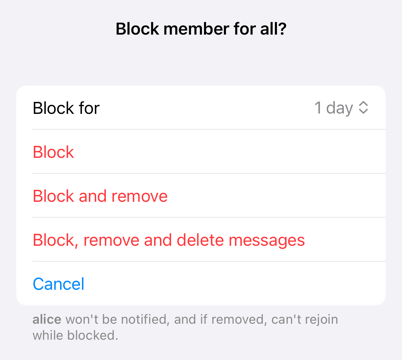 Block member for all?
Block for 1 day
Block
Block and remove
Block, remove and delete messages
Cancel
alice won't be notified, and if removed, can't rejoin
while blocked.